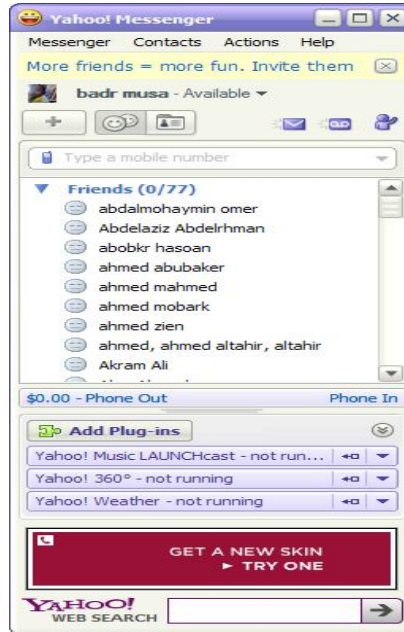 Yahoo! Messenger
Messenger Contacts Actions Help
More friends = more fun. Invite them
badr musa - Available
Type a mobile number
Friends (0/77)
abdalmohaymin omer
Abdelaziz Abdelrhman
abobkr hasoan
ahmed abubaker
ahmed mahmed
ahmed mobark
ahmed zien
ahmed, ahmed altahir, altahir
Akram Ali
$0.00 - Phone Out Phone In
Add Plug-ins
Yahoo! Music LAUNCHcast - not run...
Yahoo! 360° - not running
Yahoo! Weather - not running
GET A NEW SKIN
► TRY ONE
YAHOO!
WEB SEARCH